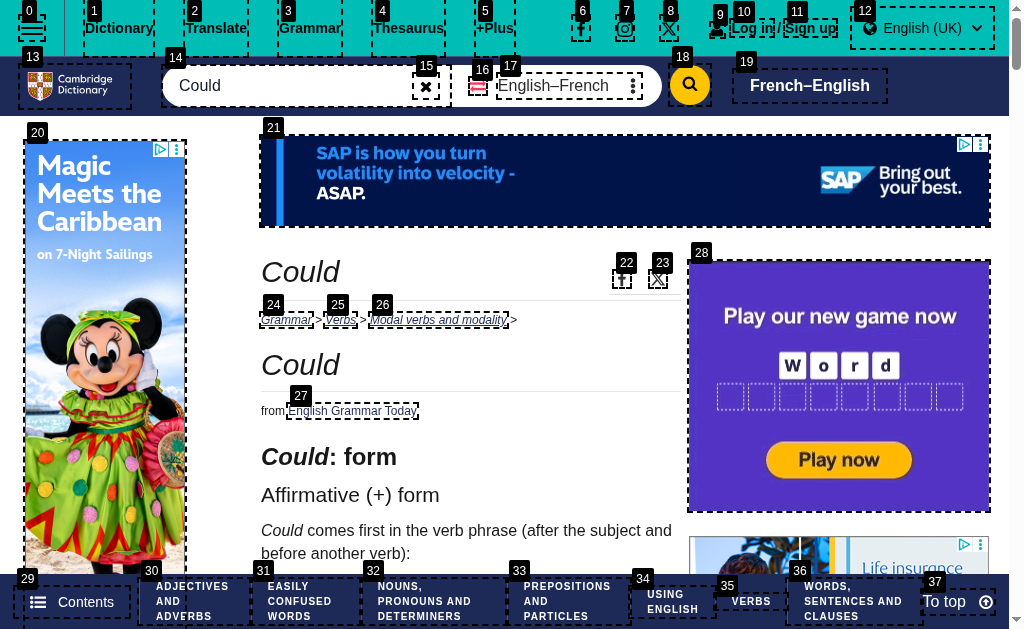 0
1
2
3
4
5
6
7
8
9
10
11
12
Dictionary
Translate
Grammar
Thesaurus
+Plus
Log in / Sign up
English (UK)
13
14
15
16
17
18
19
Cambridge
Dictionary
Could
English–French
French–English
20
21
Magic
Meets the
Caribbean
on 7-Night Sailings
SAP is how you turn
volatility into velocity -
ASAP.
SAP
Bring out
your best.
22
23
Could
24
25
26
Grammar > Verbs > Modal verbs and modality >
Could
27
from English Grammar Today
Could: form
Affirmative (+) form
Could comes first in the verb phrase (after the subject and
before another verb):
28
Play our new game now
W o r d
Play now
Life insurance
29
30
31
32
33
34
35
36
37
Contents
ADJECTIVES
AND
ADVERBS
EASILY
CONFUSED
WORDS
NOUNS,
PRONOUNS AND
DETERMINERS
PREPOSITIONS
AND
PARTICLES
USING
ENGLISH
VERBS
WORDS,
SENTENCES AND
CLAUSES
To top